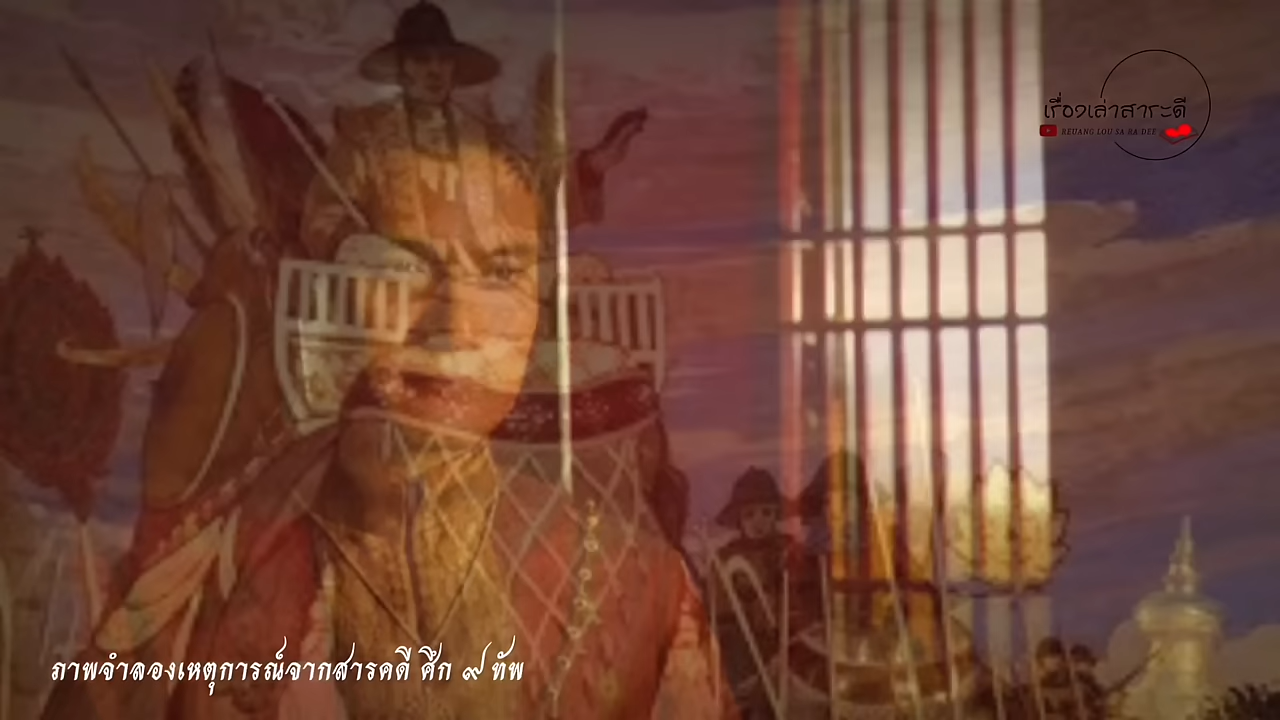 เรื่องเล่าสาระดี
REUANG LOU SA RA DEE
ภาพจำลองเหตุการณ์จากสารคดี ศึก ๙ ทัพ